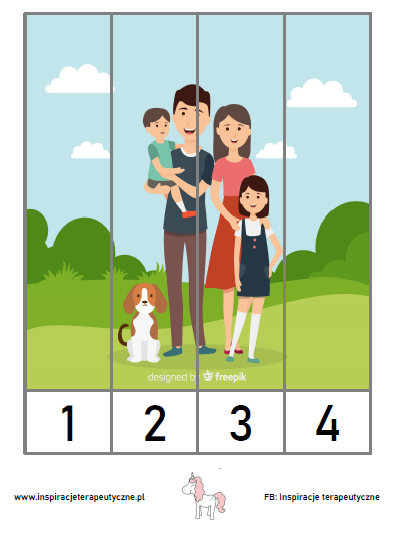 designed by freepik
1 2 3 4
www.inspiracjeterapeutyczne.pl FB: Inspiracje terapeutyczne